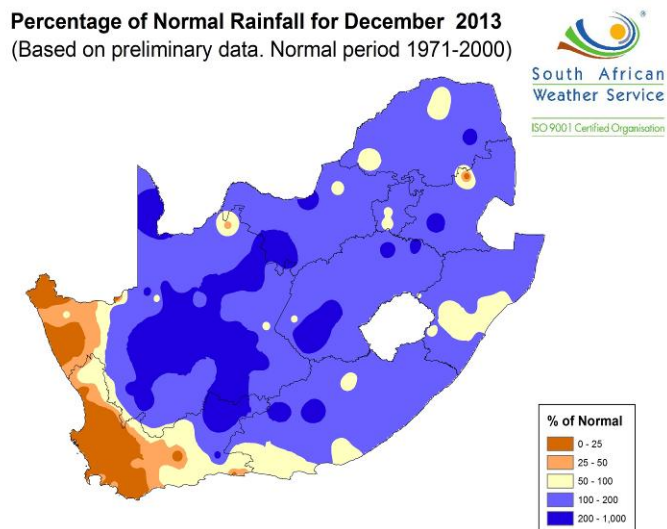 Percentage of Normal Rainfall for December 2013
(Based on preliminary data. Normal period 1971-2000)
®
South African
Weather Service
ISO 9001 Certified Organisation
% of Normal
0 - 25
25 - 50
50 - 100
100 - 200
200 - 1,000